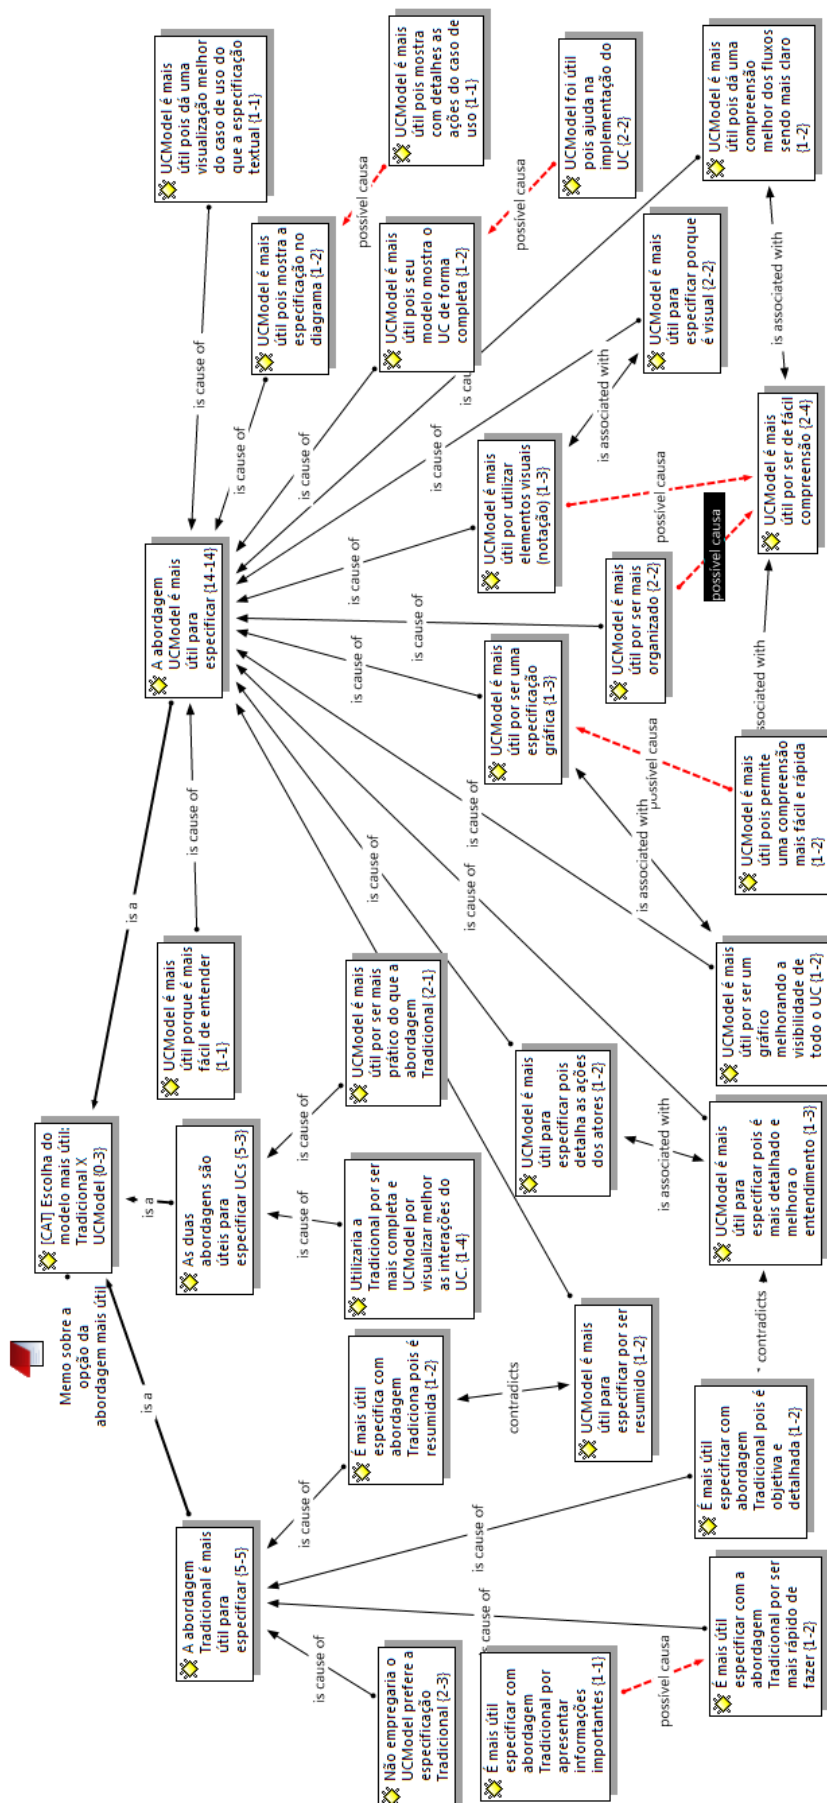 [CAT] Escolha do
modelo mais útil:
Tradicional X
UCModel {0-3}
Memo sobre a
opção da
abordagem mais útil
is a
is a
is a
A abordagem
Tradicional é mais
útil para
especificar {5-5}
As duas
abordagens são
úteis para
especificar UCs {5-3}
UCModel é mais
útil porque é mais
fácil de entender
{1-1}
is cause of
A abordagem
UCModel é mais
útil para
especificar {14-14}
is cause of
UCModel é mais
útil pois dá uma
visualização melhor
do caso de uso do
que a especificação
textual {1-1}
is cause of
is cause of
is cause of
is cause of
is cause of
is cause of
is cause of
is cause of
is cause of
is cause of
Não empregaria o
UCModel prefere a
especificação
Tradicional {2-3}
É mais útil
especifica com
abordagem
Tradiciona pois é
resumida {1-2}
Utilizaria a
Tradicional por ser
mais completa e
UCModel por
visualizar melhor
as interações do
UC. {1-4}
UCModel é mais
útil por ser mais
prático do que a
abordagem
Tradicional {2-1}
UCModel é mais
útil pois mostra a
especificação no
diagrama {1-2}
possível causa
UCModel é mais
útil pois mostra
com detalhes as
ações do caso de
uso {1-1}
UCModel é mais
útil pois seu
modelo mostra o
UC de forma
completa {1-2}
possível causa
UCModel foi útil
pois ajuda na
implementação do
UC {2-2}
É mais útil
especificar com
abordagem
Tradicional por
apresentar
informações
importantes {1-1}
is cause of
is cause of
contradicts
UCModel é mais
útil para
especificar por ser
resumido {1-2}
UCModel é mais
útil para
especificar pois
detalha as ações
dos atores {1-2}
is cause of
is cause of
is cause of
UCModel é mais
útil por ser uma
especificação
gráfica {1-3}
UCModel é mais
útil por ser mais
organizado {2-2}
UCModel é mais
útil por utilizar
elementos visuais
(notação) {1-3}
is associated with
UCModel é mais
útil para
especificar porque
é visual {2-2}
possível causa
is associated with
is associated with
possível causa
possível causa
possível causa
is associated with
É mais útil
especificar com a
abordagem
Tradicional por ser
mais rápido de
fazer {1-2}
É mais útil
especificar com
abordagem
Tradicional pois é
objetiva e
detalhada {1-2}
contradicts
UCModel é mais
útil para
especificar pois é
mais detalhado e
melhora o
entendimento {1-3}
UCModel é mais
útil por ser um
gráfico
melhorando a
visibilidade de
todo o UC {1-2}
UCModel é mais
útil pois permite
uma compreensão
mais fácil e rápida
{1-2}
sociated with
UCModel é mais
útil por ser de fácil
compreensão {2-4}
UCModel é mais
útil pois dá uma
compreensão
melhor dos fluxos
sendo mais claro
{1-2}